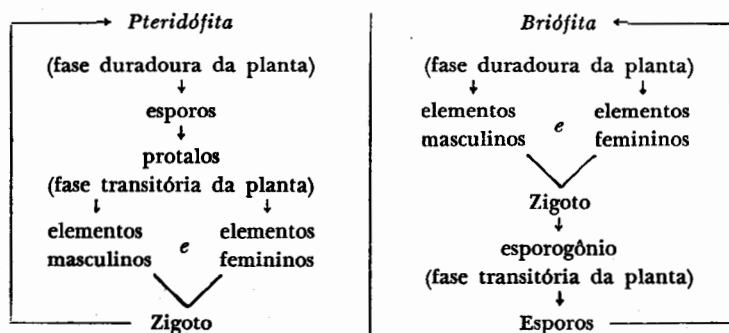 Pteridófita
(fase duradoura da planta)
esporos
protalos
(fase transitória da planta)
elementos e elementos
masculinos femininos
Zigoto
Briófita
(fase duradoura da planta)
elementos e elementos
masculinos femininos
Zigoto
esporogônio
(fase transitória da planta)
Esporos